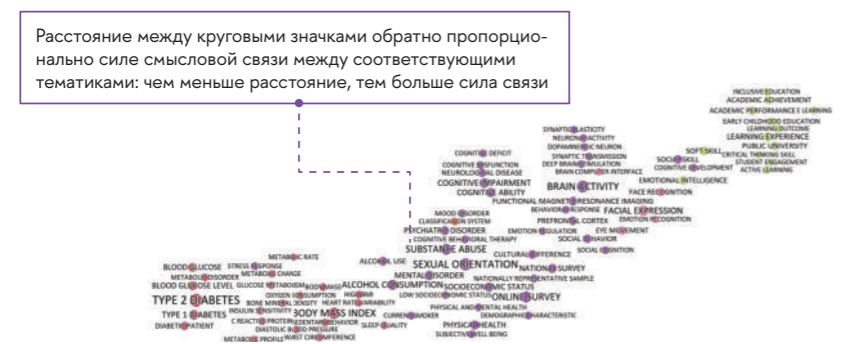 Расстояние между круговыми значками обратно пропорцио-
нально силе смысловой связи между соответствующими
тематиками: чем меньше расстояние, тем больше сила связи
INCLUSIVE EDUCATION
ACADEMIC ACHIEVEMENT
ACADEMIC PERFORMANCE E LEARNING
EARLY CHILDHOOD EDUCATION
LEARNING OUTCOME
LEARNING EXPERIENCE
PUBLIC UNIVERSITY
SOFT SKILL
CRITICAL THINKING SKILL
STUDENT ENGAGEMENT
ACTIVE LEARNING
SYNAPTIC PLASTICITY
NEURONAL ACTIVITY
DOPAMINERGIC NEURON
SYNAPTIC TRANSMISSION
DEEP BRAIN STIMULATION
BRAIN COMPUTER INTERFACE
SOCIAL SKILL
COGNITIVE DEVELOPMENT
COGNITIVE DEFICIT
COGNITIVE DYSFUNCTION
NEUROLOGICAL DISEASE
COGNITIVE IMPAIRMENT
COGNITIVE ABILITY
BRAIN ACTIVITY
EMOTIONAL INTELLIGENCE
FACE RECOGNITION
FUNCTIONAL MAGNETIC RESONANCE IMAGING
BEHAVIORAL RESPONSE
FACIAL EXPRESSION
MOOD DISORDER
CLASSIFICATION SYSTEM
PREFRONTAL CORTEX
EMOTION RECOGNITION
PSYCHIATRIC DISORDER
EMOTION REGULATION
EYE MOVEMENT
COGNITIVE BEHAVIORAL THERAPY
SOCIAL BEHAVIOR
SUBSTANCE ABUSE
CULTURAL DIFFERENCE
SOCIAL COGNITION
METABOLIC RATE
ALCOHOL USE
SEXUAL ORIENTATION
NATIONAL SURVEY
BLOOD GLUCOSE
STRESS RESPONSE
METABOLIC DISORDER
METABOLIC CHANGE
MENTAL DISORDER
NATIONALLY REPRESENTATIVE SAMPLE
BLOOD GLUCOSE LEVEL
GLUCOSE METABOLISM
BODY MASS
ALCOHOL CONSUMPTION
SOCIOECONOMIC STATUS
OXYGEN CONSUMPTION
HIGH BMI
LOW SOCIOECONOMIC STATUS
ONLINE SURVEY
TYPE 2 DIABETES
BONE MINERAL DENSITY
HEART RATE VARIABILITY
PHYSICAL AND MENTAL HEALTH
TYPE 1 DIABETES
INSULIN SENSITIVITY
BODY MASS INDEX
CURRENT SMOKER
DEMOGRAPHIC CHARACTERISTIC
DIABETIC PATIENT
C REACTIVE PROTEIN
SEDENTARY BEHAVIOR
SLEEP QUALITY
PHYSICAL HEALTH
DIASTOLIC BLOOD PRESSURE
SUBJECTIVE WELL BEING
METABOLIC PROFILE
WAIST CIRCUMFERENCE